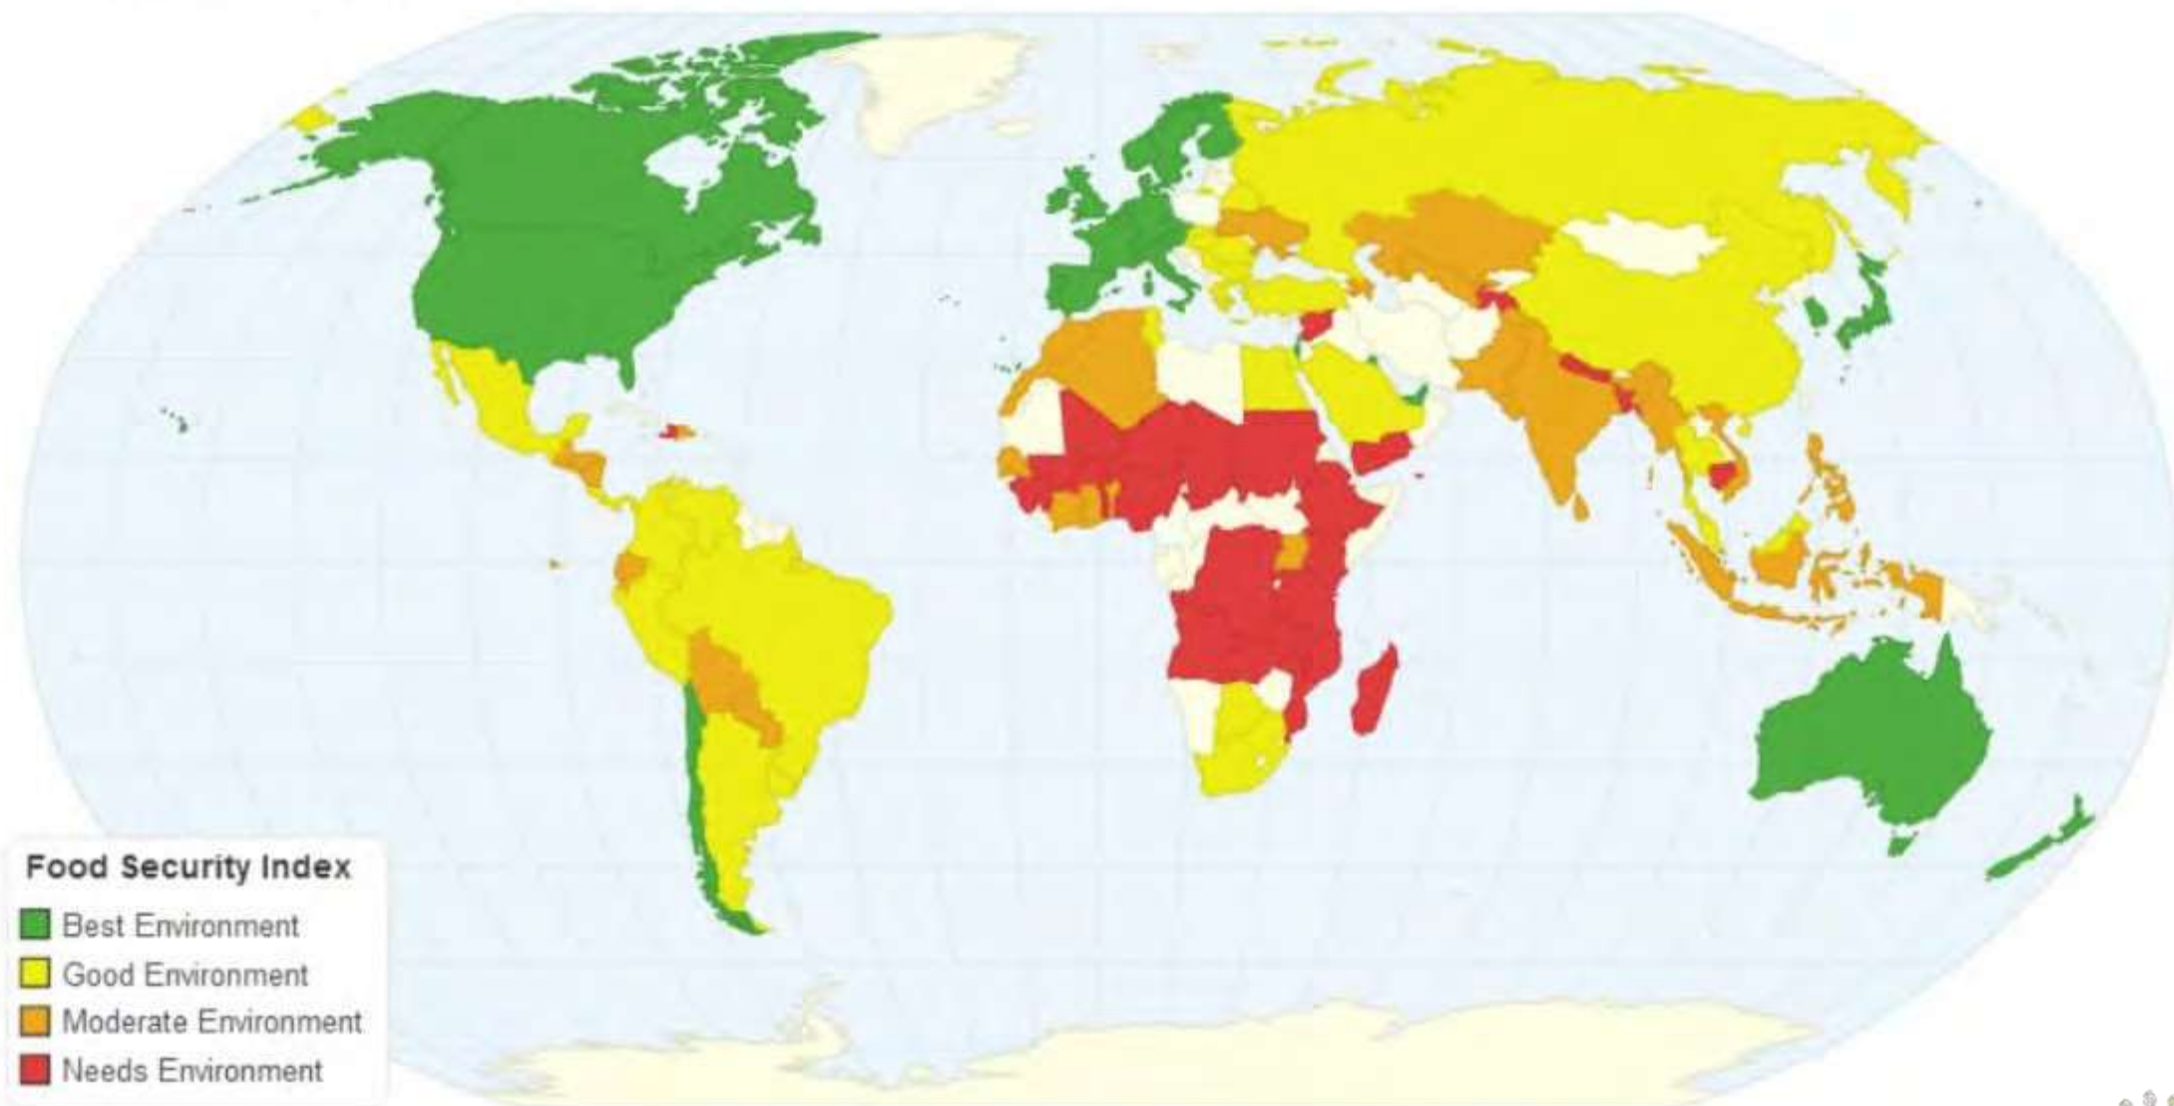 Food Security Index
Best Environment
Good Environment
Moderate Environment
Needs Environment